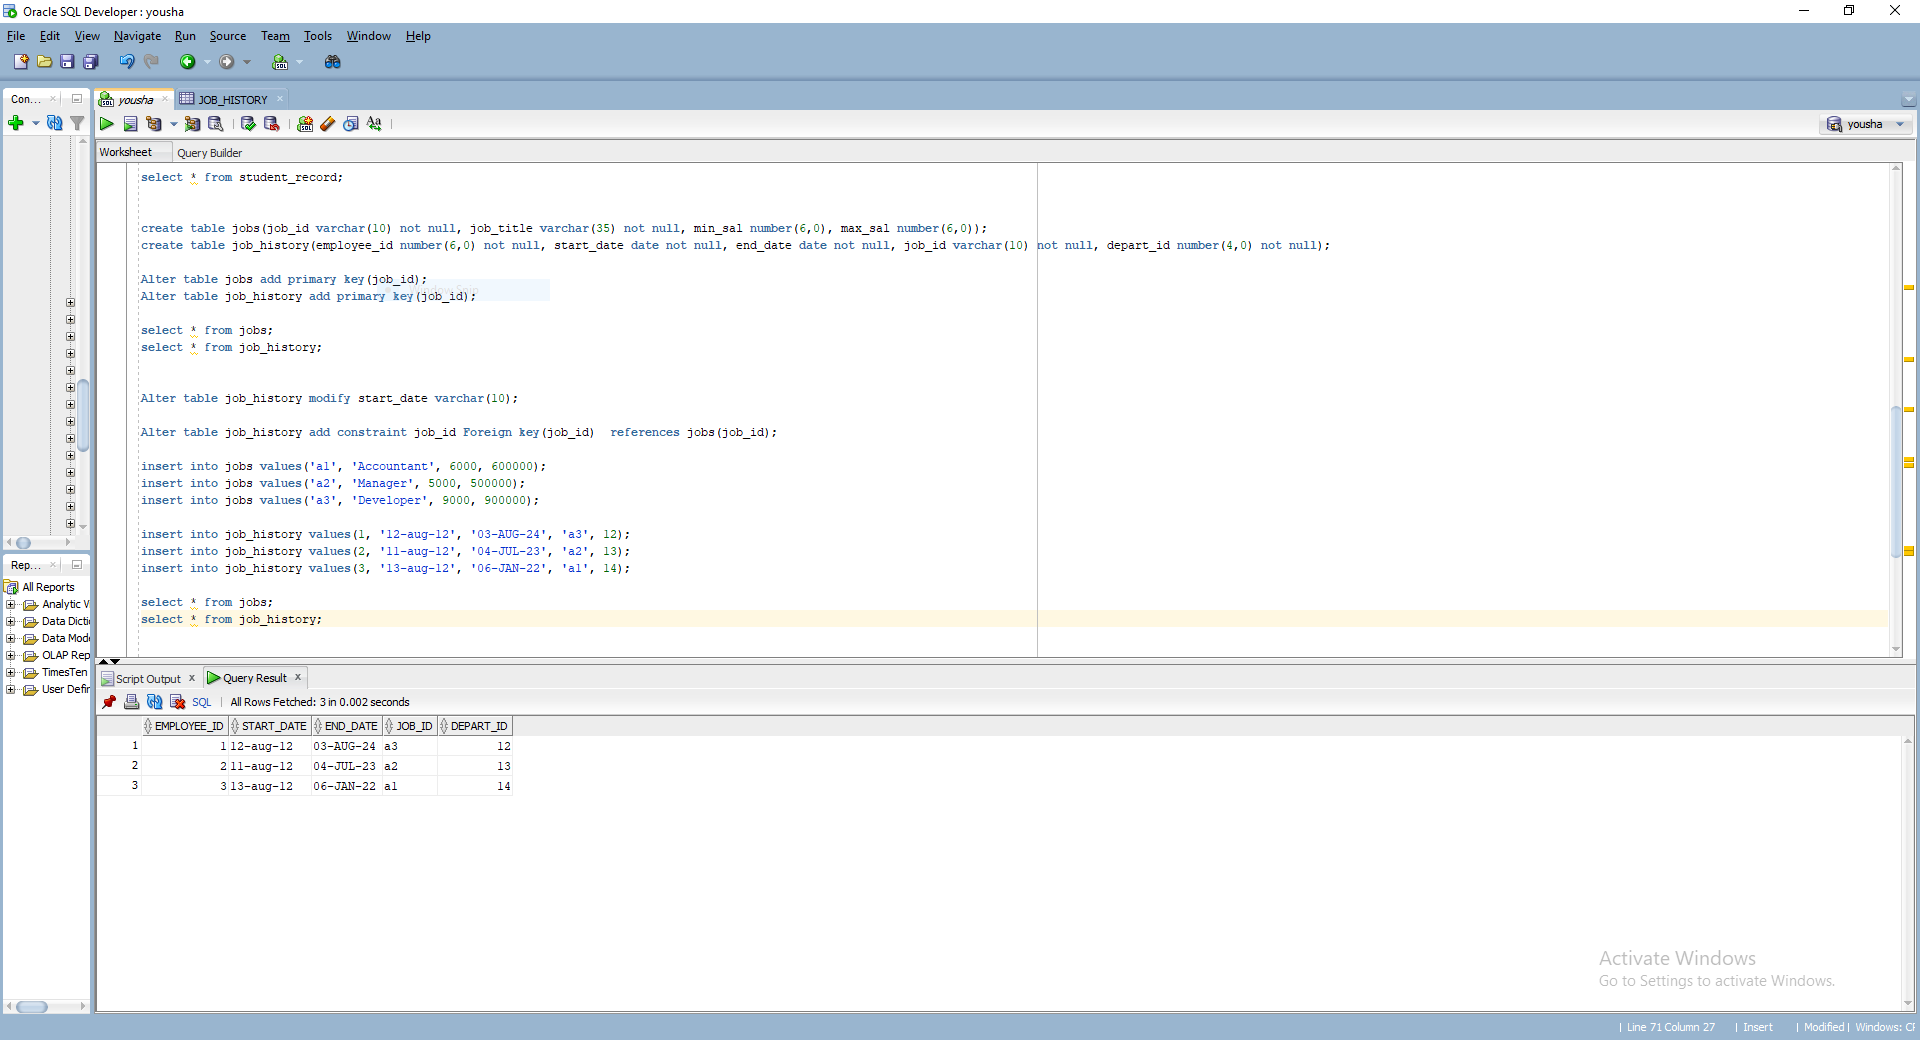 Oracle SQL Developer : yousha
File Edit View Navigate Run Source Team Tools Window Help
Con...
yousha
JOB_HISTORY
yousha
Worksheet
Query Builder
select * from student_record;
create table jobs(job_id varchar(10) not null, job_title varchar(35) not null, min_sal number(6,0), max_sal number(6,0));
create table job_history(employee_id number(6,0) not null, start_date date not null, end_date date not null, job_id varchar(10) not null, depart_id number(4,0) not null);
Alter table jobs add primary key(job_id);
Alter table job_history add primary key(job_id);
select * from jobs;
select * from job_history;
Alter table job_history modify start_date varchar(10);
Alter table job_history add constraint job_id Foreign key(job_id)  references jobs(job_id);
insert into jobs values('a1', 'Accountant', 6000, 600000);
insert into jobs values('a2', 'Manager', 5000, 500000);
insert into jobs values('a3', 'Developer', 9000, 900000);
insert into job_history values(1, '12-aug-12', '03-AUG-24', 'a3', 12);
insert into job_history values(2, '11-aug-12', '04-JUL-23', 'a2', 13);
insert into job_history values(3, '13-aug-12', '06-JAN-22', 'a1', 14);
select * from jobs;
select * from job_history;
Rep...
All Reports
Analytic V
Data Dicti
Data Mode
OLAP Rep
TimesTen
User Defin
Script Output
Query Result
SQL
All Rows Fetched: 3 in 0.002 seconds
EMPLOYEE_ID START_DATE END_DATE JOB_ID DEPART_ID
1 1 12-aug-12 03-AUG-24 a3 12
2 2 11-aug-12 04-JUL-23 a2 13
3 3 13-aug-12 06-JAN-22 a1 14
Activate Windows
Go to Settings to activate Windows.
Line 71 Column 27 | Insert | Modified | Windows: CF